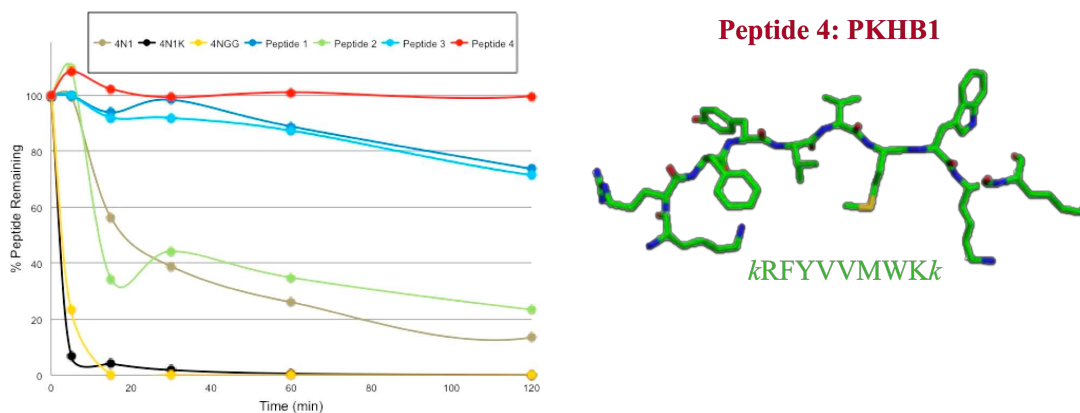 4N1 4N1K 4NGG Peptide 1 Peptide 2 Peptide 3 Peptide 4
% Peptide Remaining
100
80
60
40
20
0
0 20 40 60 80 100 120
Time (min)
Peptide 4: PKHB1
kRFYVVMWKk